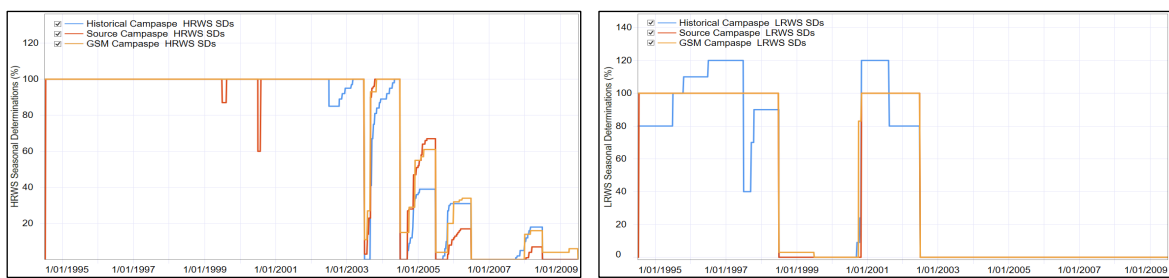 Historical Campaspe HRWS SDs
Source Campaspe HRWS SDs
GSM Campaspe HRWS SDs
HRWS Seasonal Determinations (%)
120
100
80
60
40
20
1/01/1995 1/01/1997 1/01/1999 1/01/2001 1/01/2003 1/01/2005 1/01/2007 1/01/2009
Historical Campaspe LRWS SDs
Source Campaspe LRWS SDs
GSM Campaspe LRWS SDs
LRWS Seasonal Determinations (%)
140
120
100
80
60
40
20
0
1/01/1995 1/01/1997 1/01/1999 1/01/2001 1/01/2003 1/01/2005 1/01/2007 1/01/2009